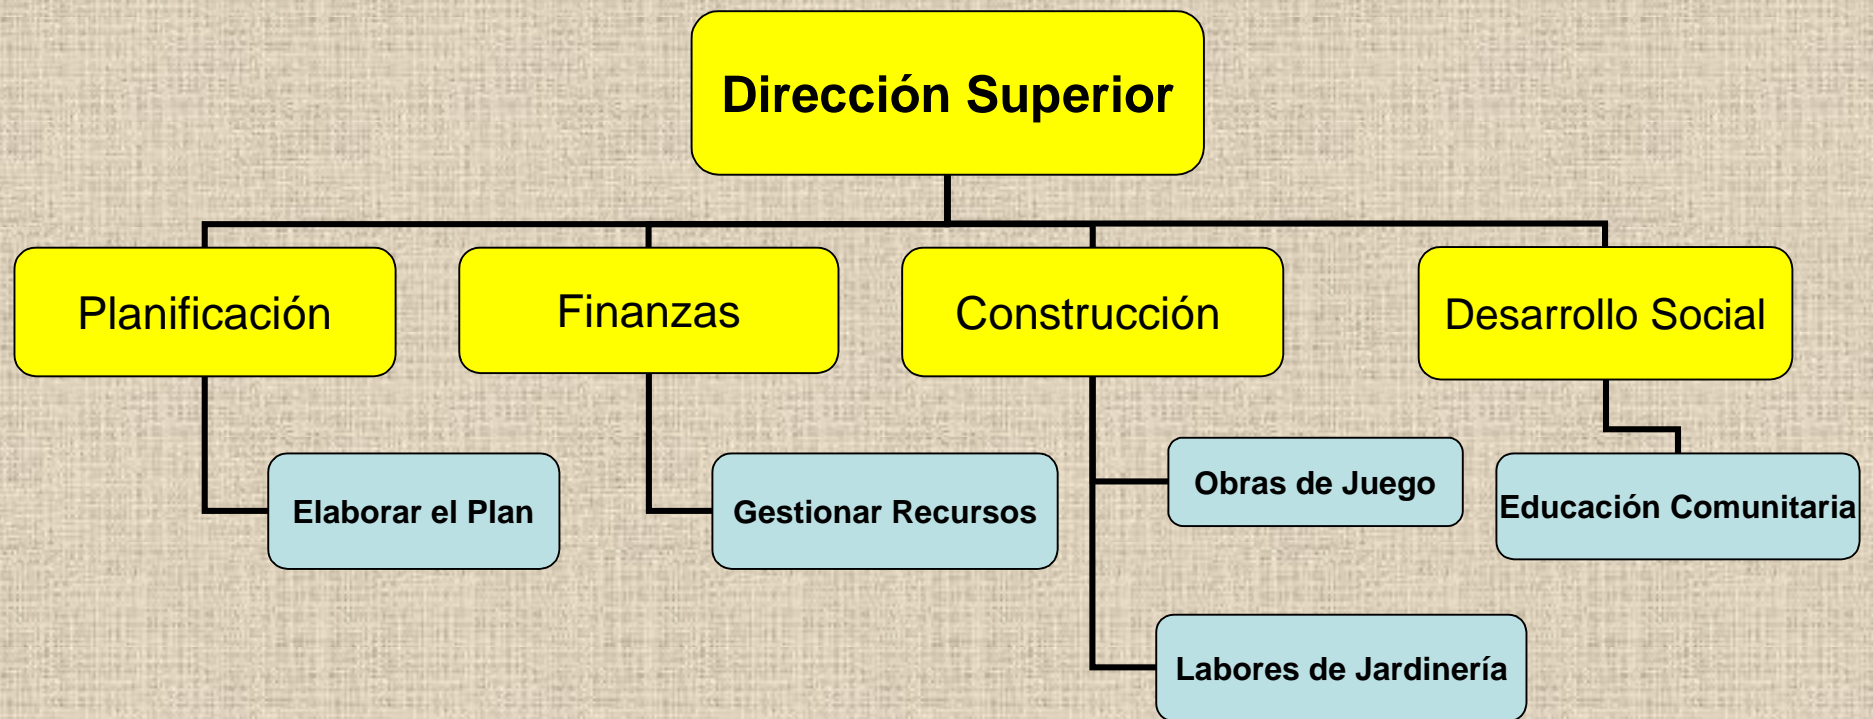 Dirección Superior
Planificación
Finanzas
Construcción
Desarrollo Social
Elaborar el Plan
Gestionar Recursos
Obras de Juego
Educación Comunitaria
Labores de Jardinería